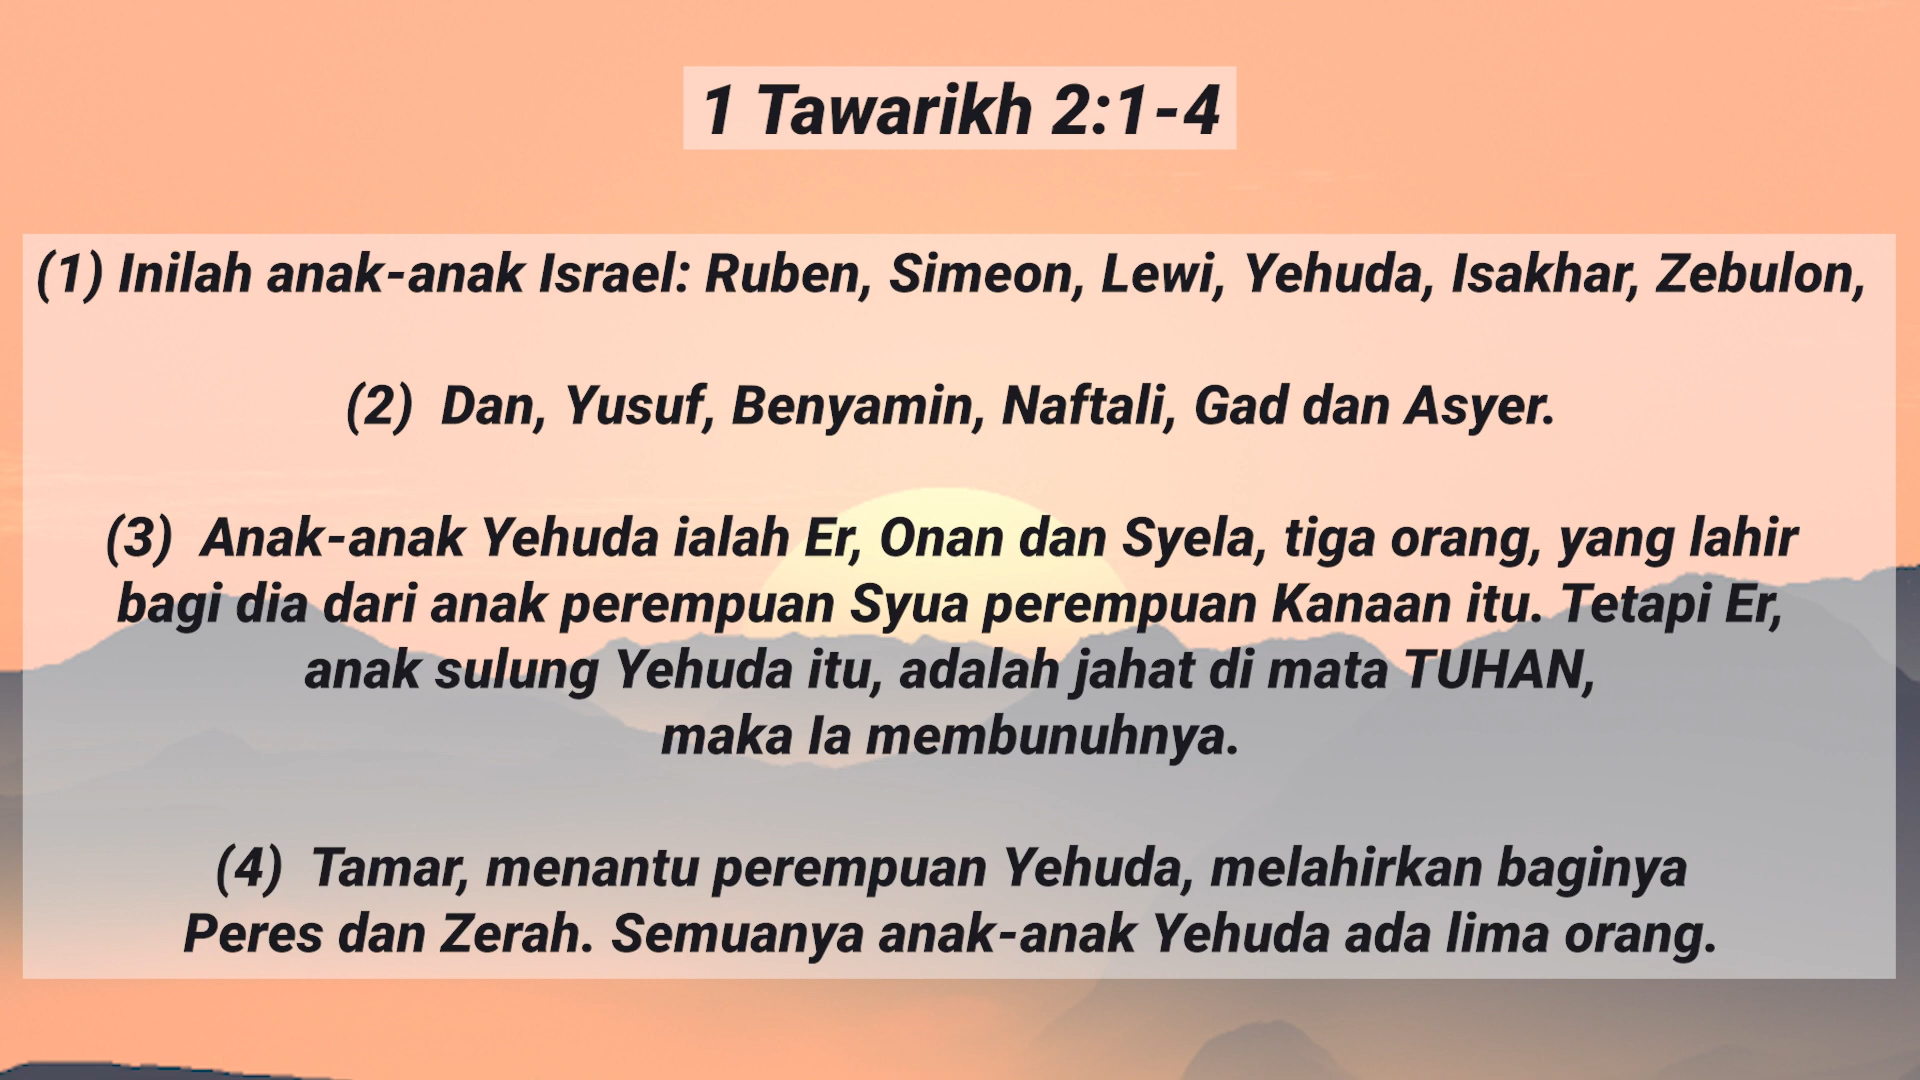 1 Tawarikh 2:1-4
(1) Inilah anak-anak Israel: Ruben, Simeon, Lewi, Yehuda, Isakhar, Zebulon,
(2) Dan, Yusuf, Benyamin, Naftali, Gad dan Asyer.
(3) Anak-anak Yehuda ialah Er, Onan dan Syela, tiga orang, yang lahir
bagi dia dari anak perempuan Syua perempuan Kanaan itu. Tetapi Er,
anak sulung Yehuda itu, adalah jahat di mata TUHAN,
maka Ia membunuhnya.
(4) Tamar, menantu perempuan Yehuda, melahirkan baginya
Peres dan Zerah. Semuanya anak-anak Yehuda ada lima orang.